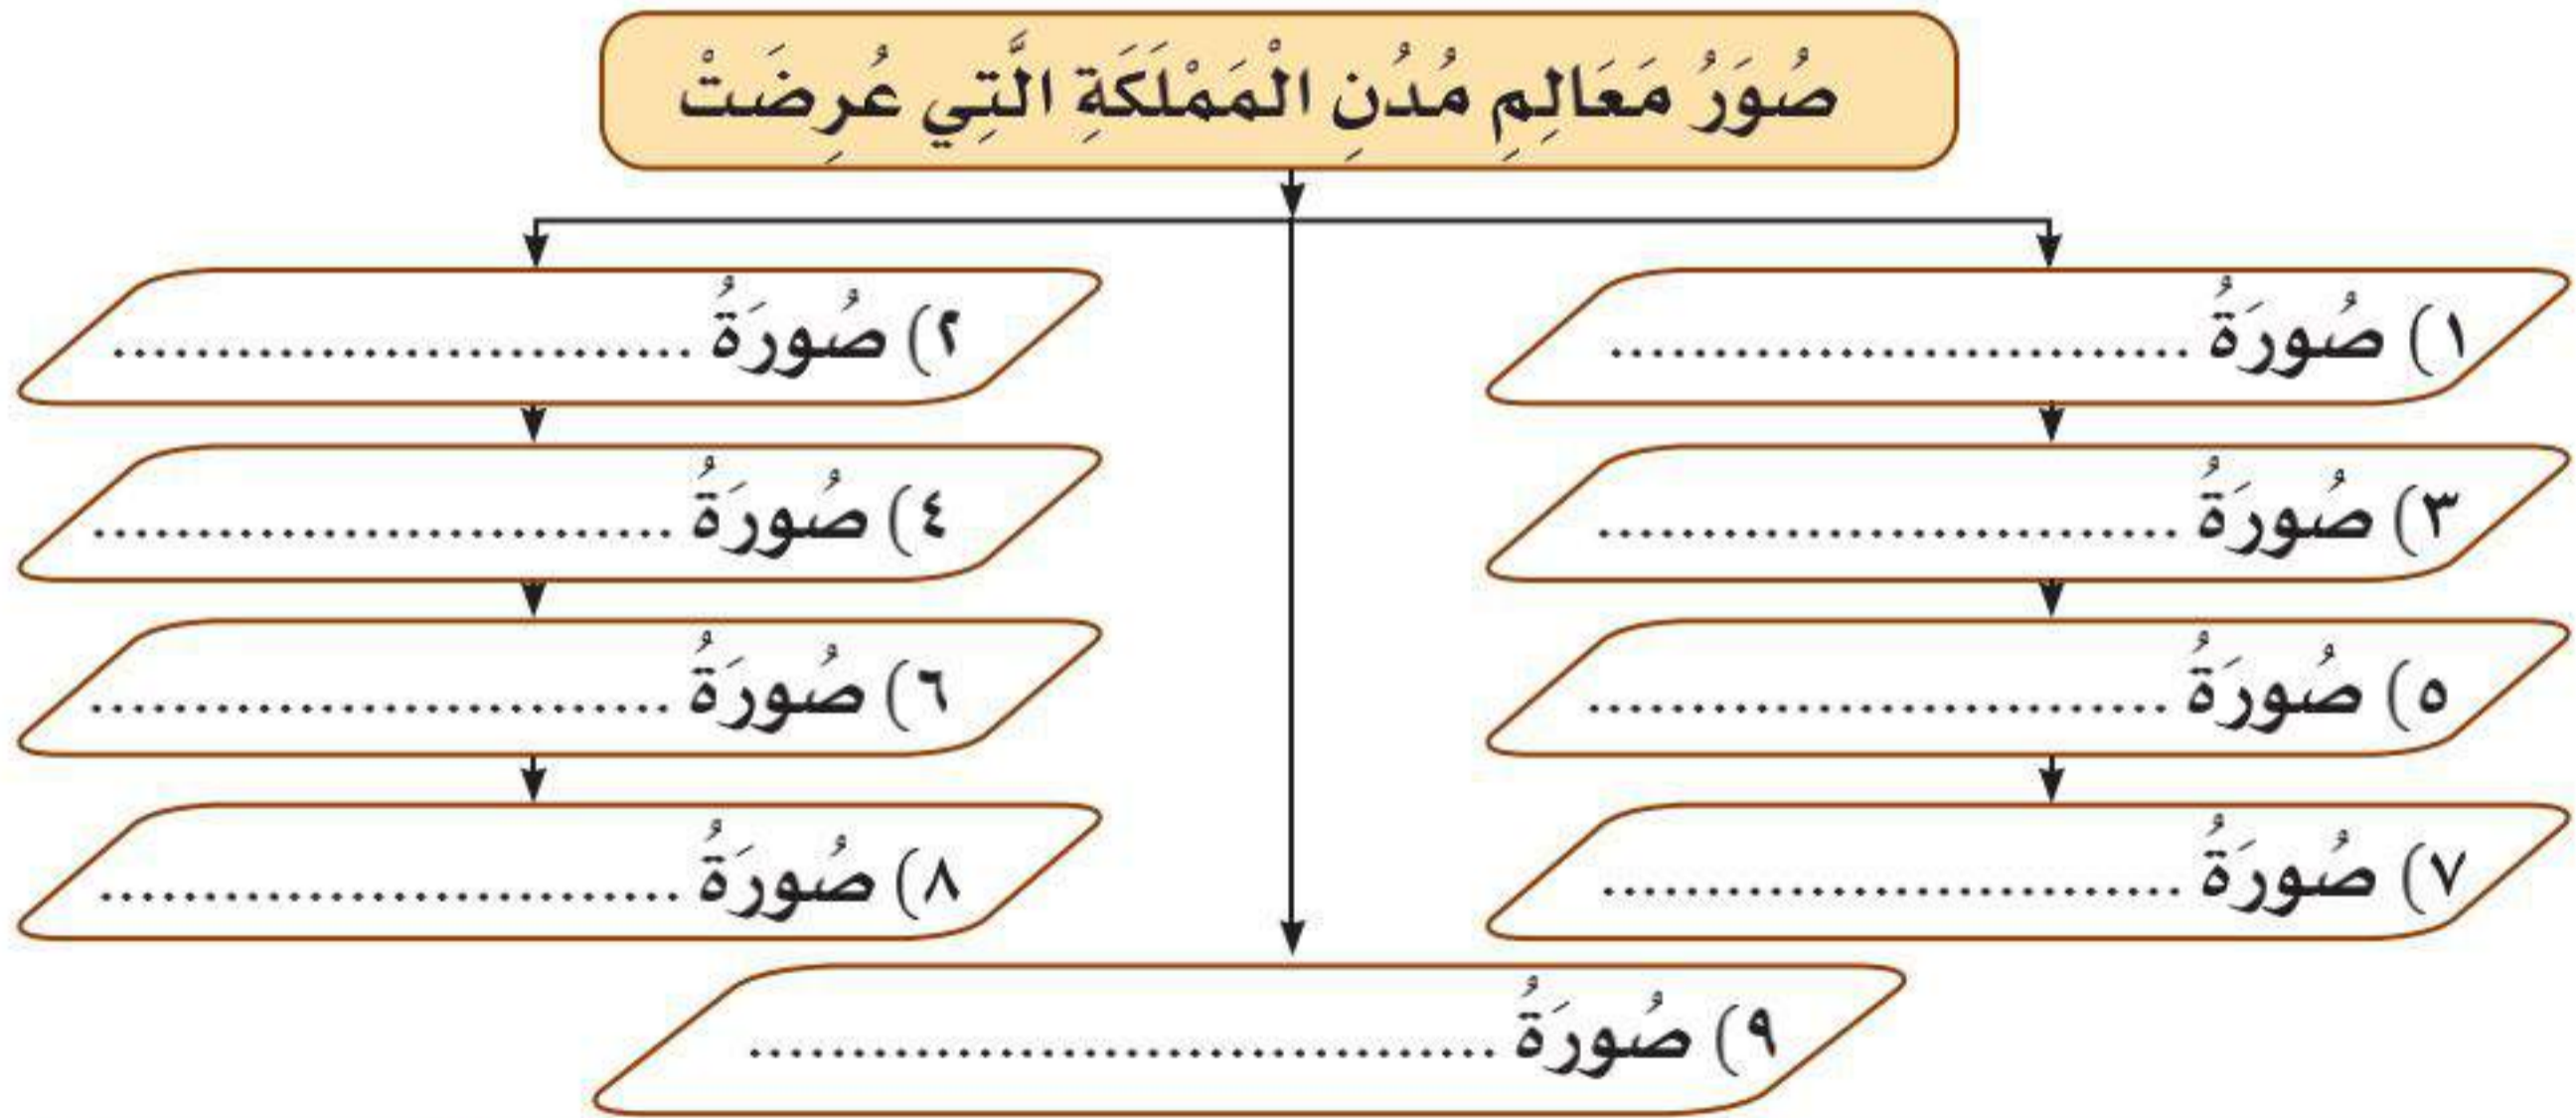 صُوَرُ مَعَالِمِ مُدُنِ الْمَمْلَكَةِ الَّتِي عُرِضَتْ
١) صُورَةُ ............................
٢) صُورَةُ ............................
٣) صُورَةُ ............................
٤) صُورَةُ ............................
٥) صُورَةُ ............................
٦) صُورَةُ ............................
٧) صُورَةُ ............................
٨) صُورَةُ ............................
٩) صُورَةُ ....................................